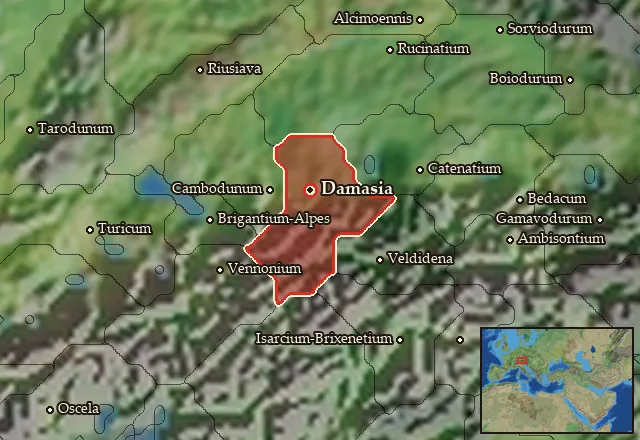 Alcimoennis
Sorviodurum
Rucinatium
Riusiava
Boiodurum
Tarodunum
Catenatium
Cambodunum
Damasia
Bedacum
Brigantium-Alpes
Gamavodurum
Turicum
Ambisontium
Veldidena
Vennonium
Isarcium-Brixenetium
Oscela